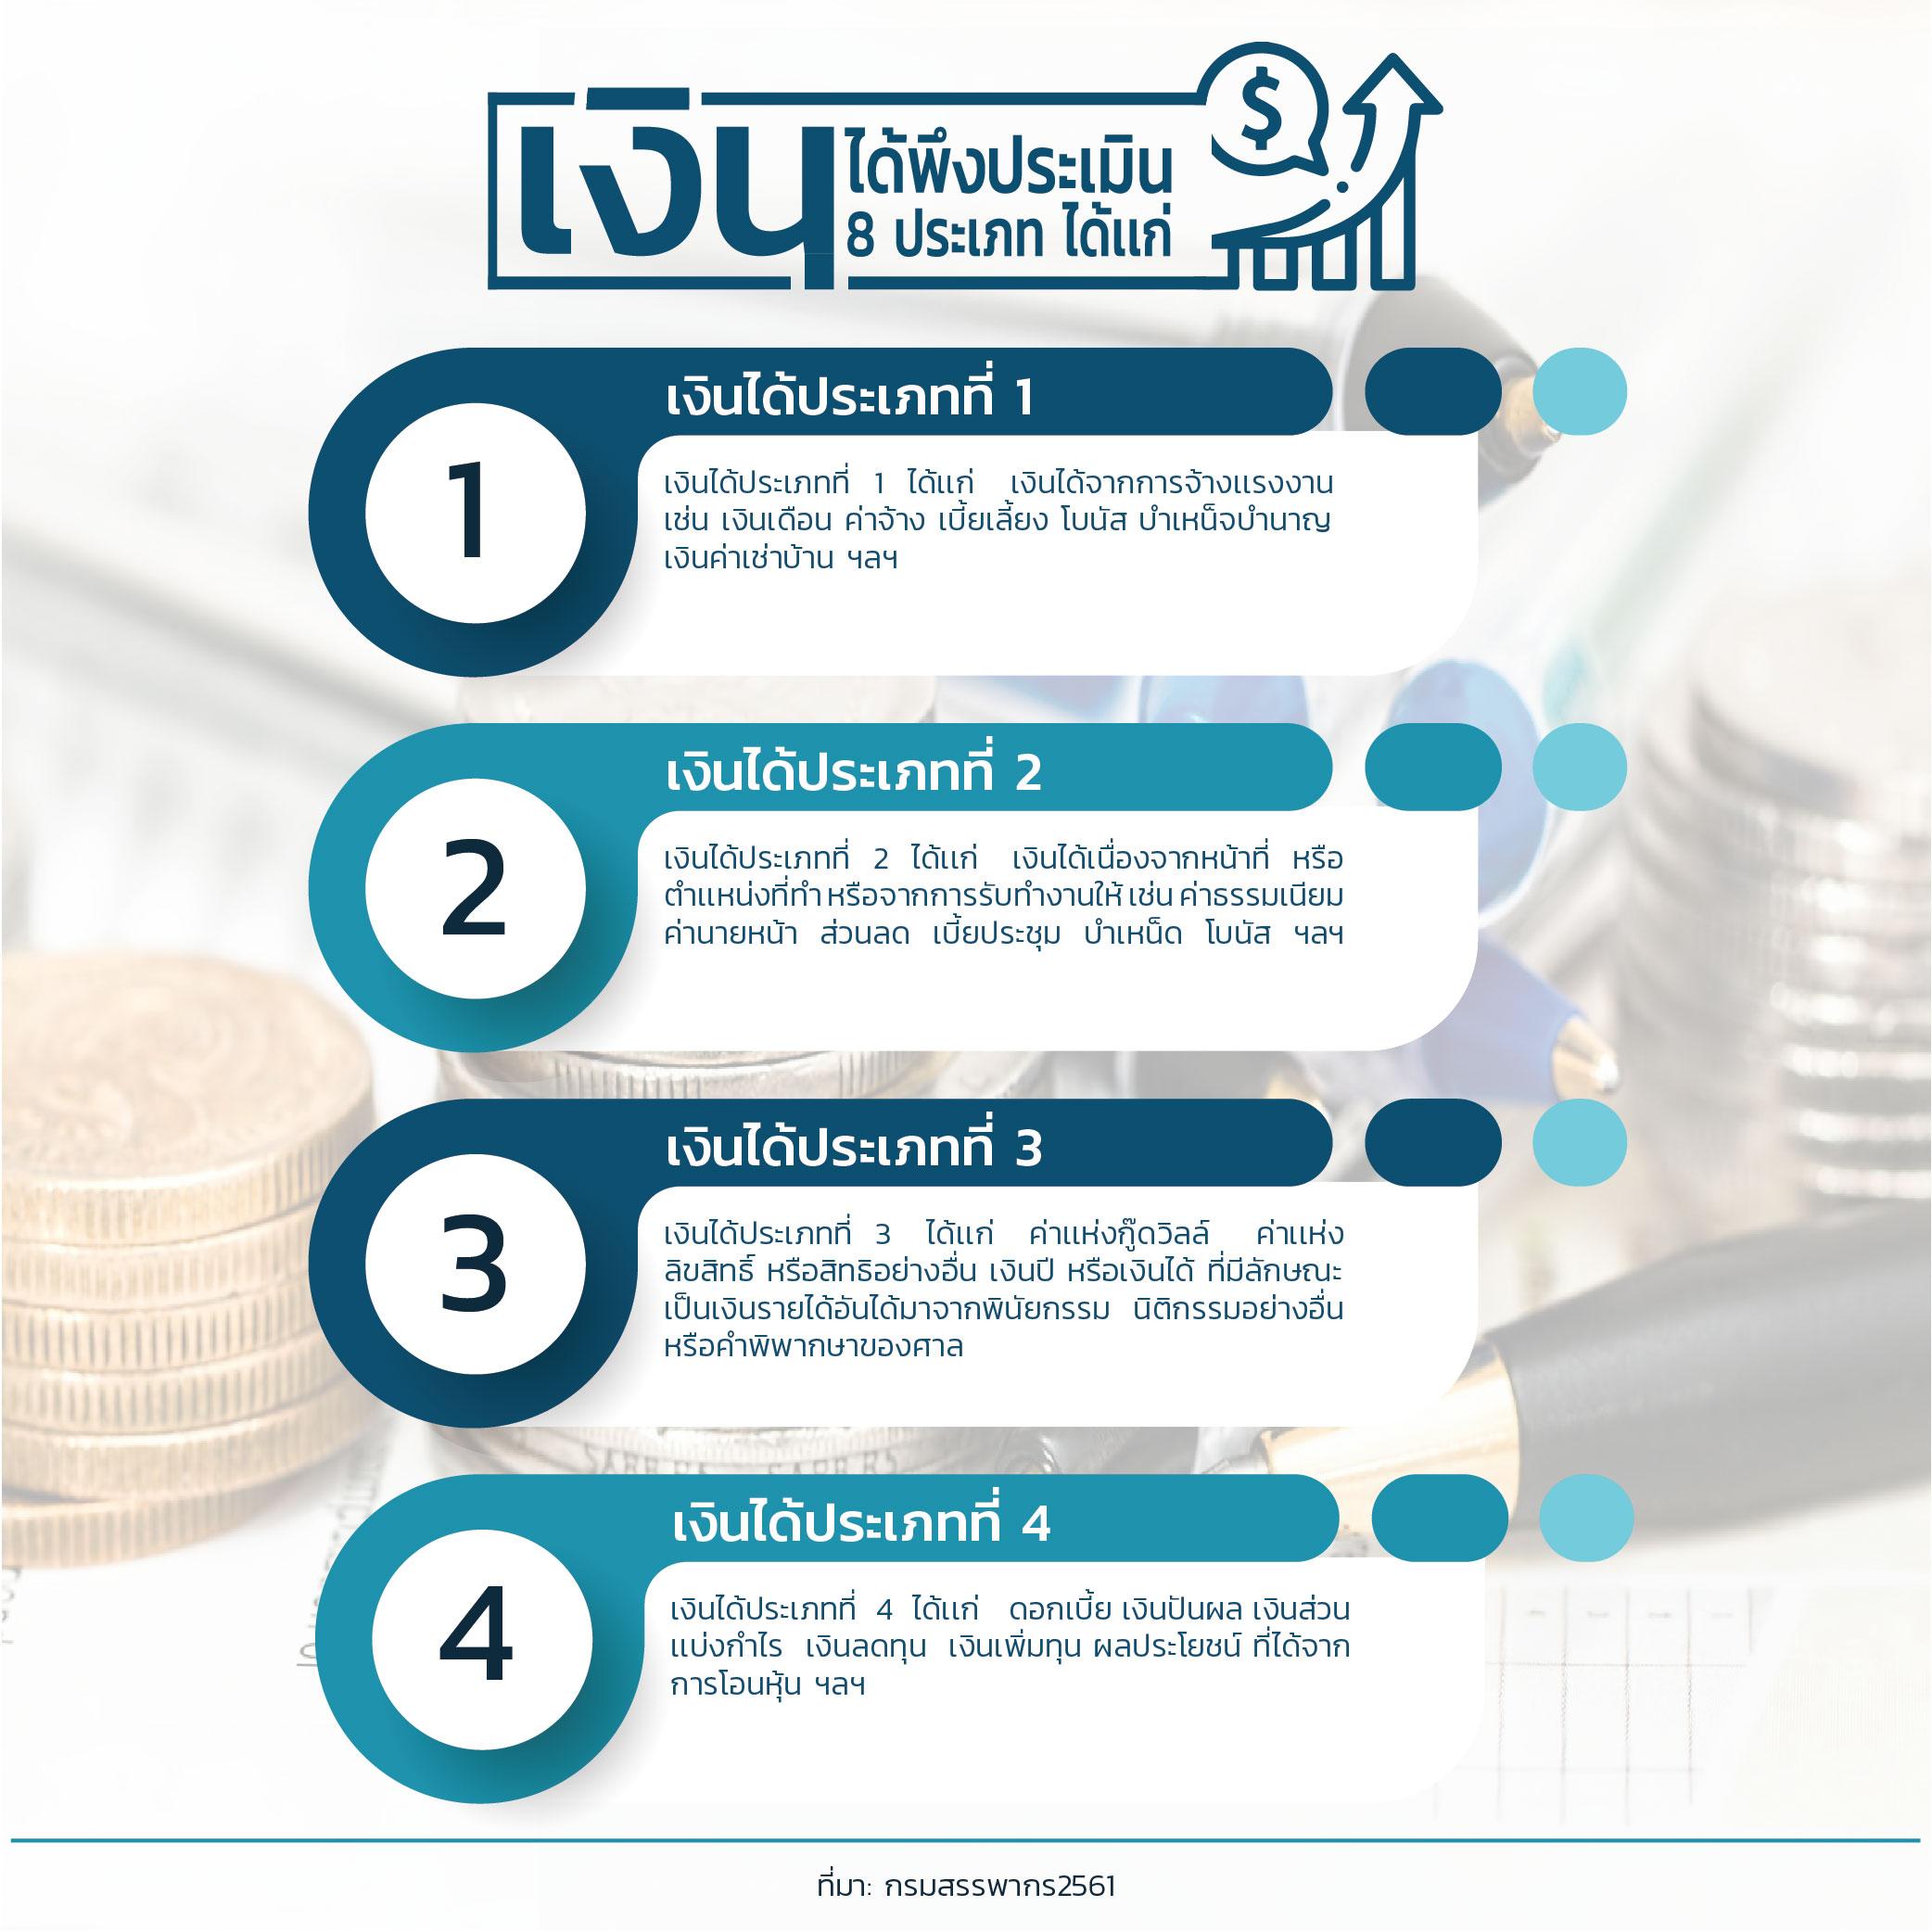 เงินได้พึงประเมิน
8 ประเภท ได้แก่
$
เงินได้ประเภทที่ 1
1
เงินได้ประเภทที่ 1 ได้แก่ เงินได้จากการจ้างแรงงาน
เช่น เงินเดือน ค่าจ้าง เบี้ยเลี้ยง โบนัส บำเหน็จบำนาญ
เงินค่าเช่าบ้าน ฯลฯ
เงินได้ประเภทที่ 2
2
เงินได้ประเภทที่ 2 ได้แก่ เงินได้เนื่องจากหน้าที่ หรือ
ตำแหน่งที่ทำ หรือจากการรับทำงานให้ เช่น ค่าธรรมเนียม
ค่านายหน้า ส่วนลด เบี้ยประชุม บำเหน็ด โบนัส ฯลฯ
เงินได้ประเภทที่ 3
3
เงินได้ประเภทที่ 3 ได้แก่ ค่าแห่งกู๊ดวิลล์ ค่าแห่ง
ลิขสิทธิ์ หรือสิทธิอย่างอื่น เงินปี หรือเงินได้ ที่มีลักษณะ
เป็นเงินรายได้อันได้มาจากพินัยกรรม นิติกรรมอย่างอื่น
หรือคำพิพากษาของศาล
เงินได้ประเภทที่ 4
4
เงินได้ประเภทที่ 4 ได้แก่ ดอกเบี้ย เงินปันผล เงินส่วน
แบ่งกำไร เงินลดทุน เงินเพิ่มทุน ผลประโยชน์ ที่ได้จาก
การโอนหุ้น ฯลฯ
ที่มา: กรมสรรพากร2561